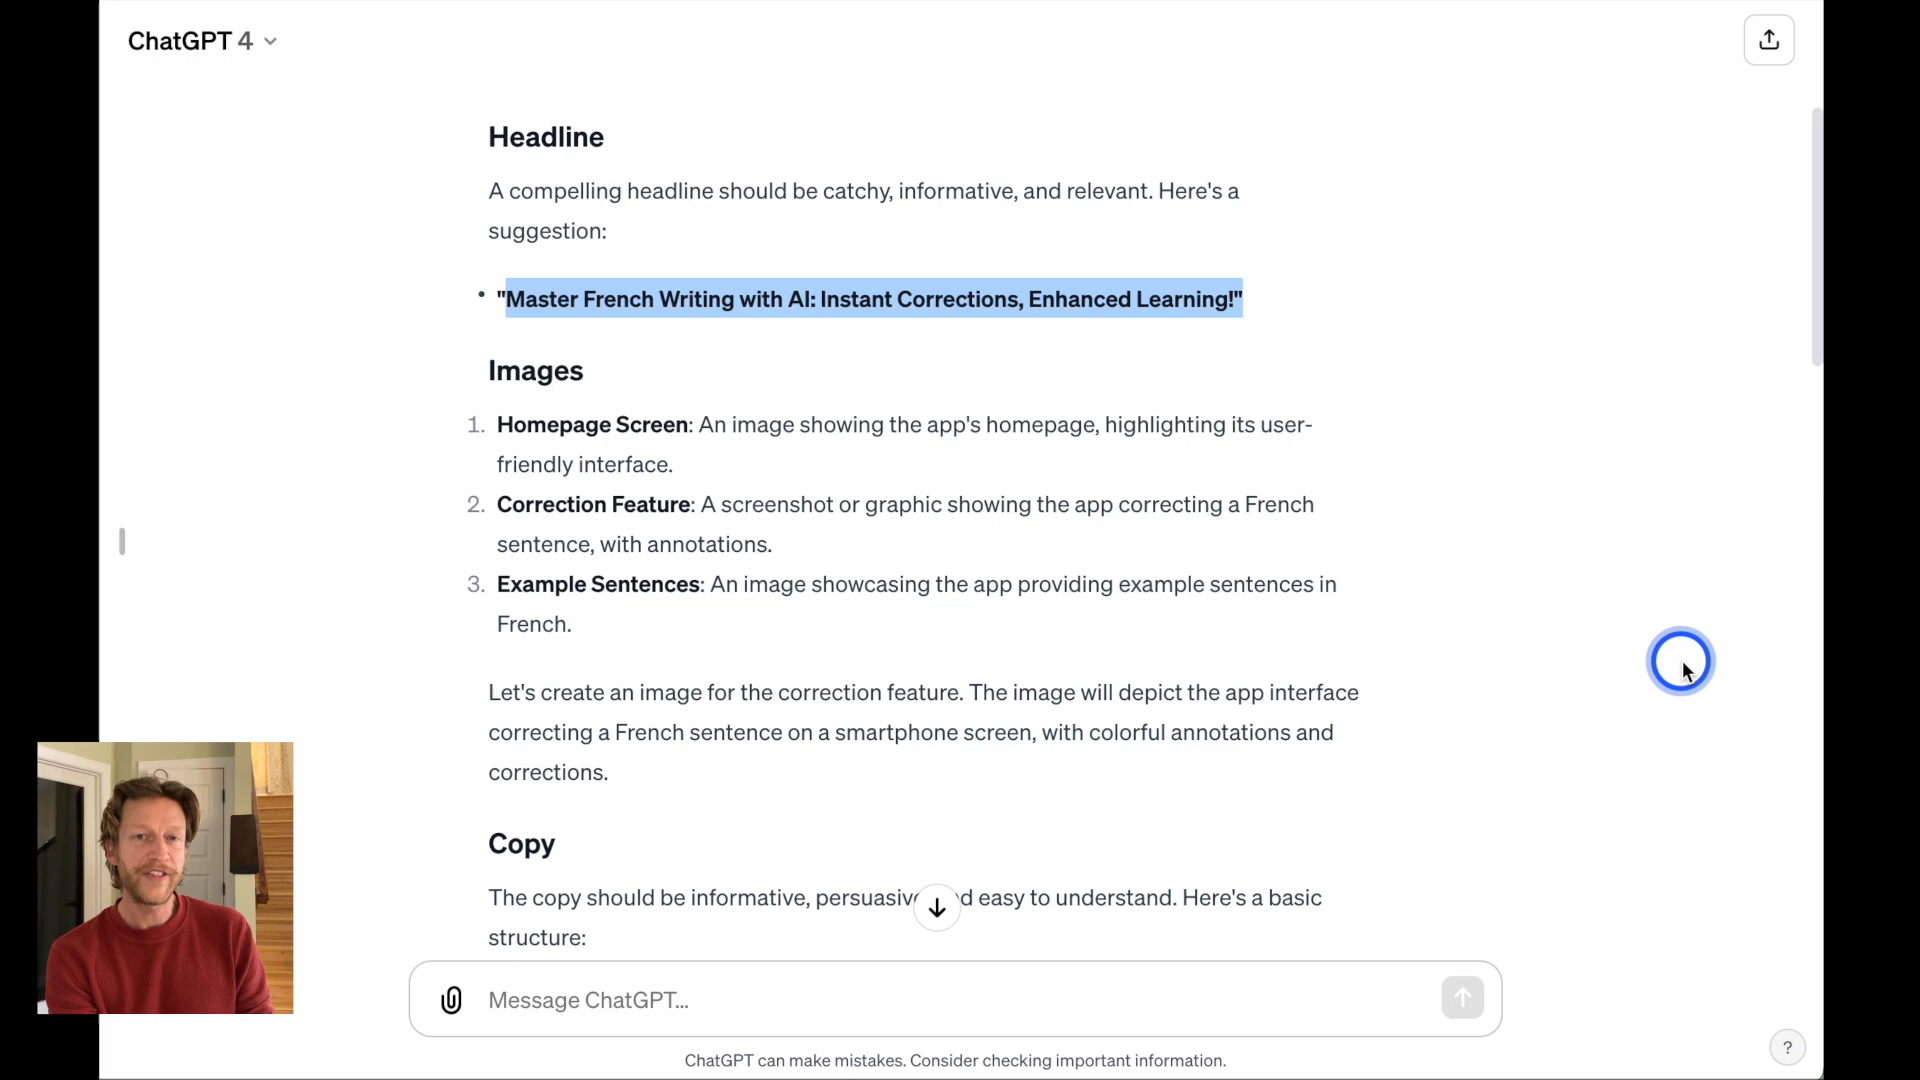 ChatGPT 4
Headline
A compelling headline should be catchy, informative, and relevant. Here's a
suggestion:
• "Master French Writing with AI: Instant Corrections, Enhanced Learning!"
Images
1. Homepage Screen: An image showing the app's homepage, highlighting its user-
friendly interface.
2. Correction Feature: A screenshot or graphic showing the app correcting a French
sentence, with annotations.
3. Example Sentences: An image showcasing the app providing example sentences in
French.
Let's create an image for the correction feature. The image will depict the app interface
correcting a French sentence on a smartphone screen, with colorful annotations and
corrections.
Copy
The copy should be informative, easy to understand. Here's a basic
structure:
Message ChatGPT...
ChatGPT can make mistakes. Consider checking important information.
?